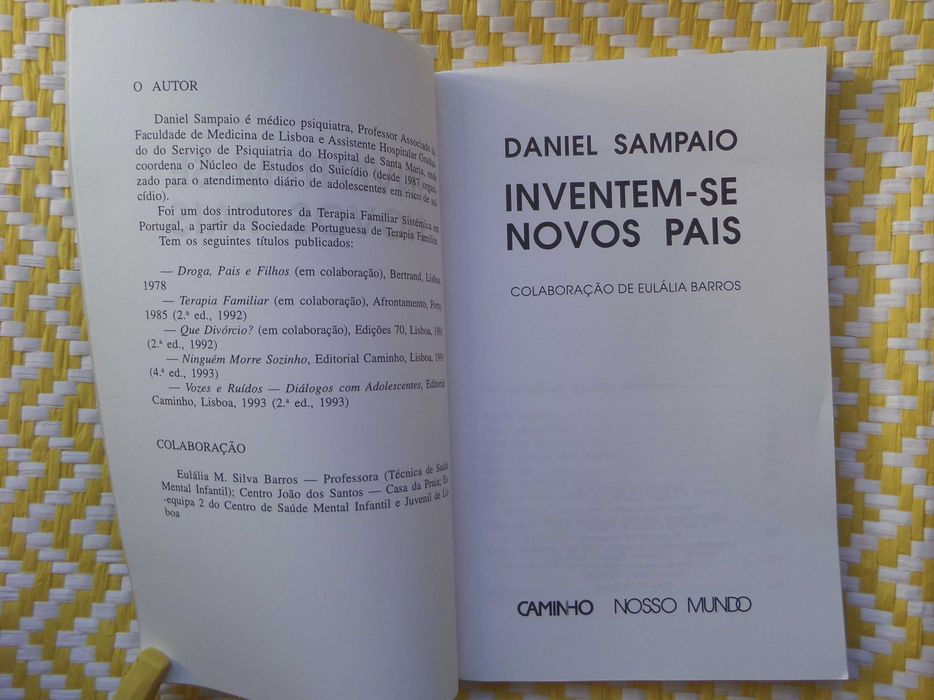 O AUTOR
Daniel Sampaio é médico psiquiatra, Professor Associado da
Faculdade de Medicina de Lisboa e Assistente Hospitalar Gradua-
do do Serviço de Psiquiatria do Hospital de Santa Maria, onde
coordena o Núcleo de Estudos do Suicídio (desde 1987 organi-
zado para o atendimento diário de adolescentes em risco de sui-
cídio).
Foi um dos introdutores da Terapia Familiar Sistémica em
Portugal, a partir da Sociedade Portuguesa de Terapia Familiar.
Tem os seguintes títulos publicados:
— Droga, Pais e Filhos (em colaboração), Bertrand, Lisboa,
1978
— Terapia Familiar (em colaboração), Afrontamento, Porto
1985 (2.ª ed., 1992)
— Que Divórcio? (em colaboração), Edições 70, Lisboa,
(2.ª ed., 1992)
— Ninguém Morre Sozinho, Editorial Caminho, Lisboa,
(4.ª ed., 1993)
— Vozes e Ruídos — Diálogos com Adolescentes, Editorial
Caminho, Lisboa, 1993 (2.ª ed., 1993)
COLABORAÇÃO
Eulália M. Silva Barros — Professora (Técnica de Saúde
Mental Infantil); Centro João dos Santos — Casa da Praia; Ex-
-equipa 2 do Centro de Saúde Mental Infantil e Juvenil de Lis-
boa
DANIEL SAMPAIO
INVENTEM-SE
NOVOS PAIS
COLABORAÇÃO DE EULÁLIA BARROS
CAMINHO NOSSO MUNDO